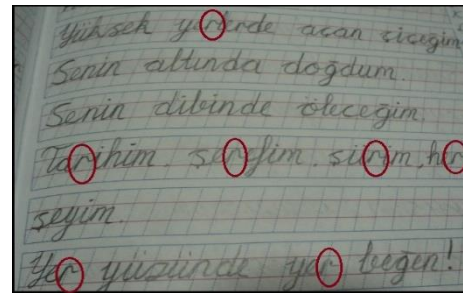 Yüksek yerlerde açan çiçeğim
Senin altında doğdum.
Senin dibinde öleceğim
Tarihim, şerefim, şiirim, her
şeyim.
Yer yüzünde yer beğen!